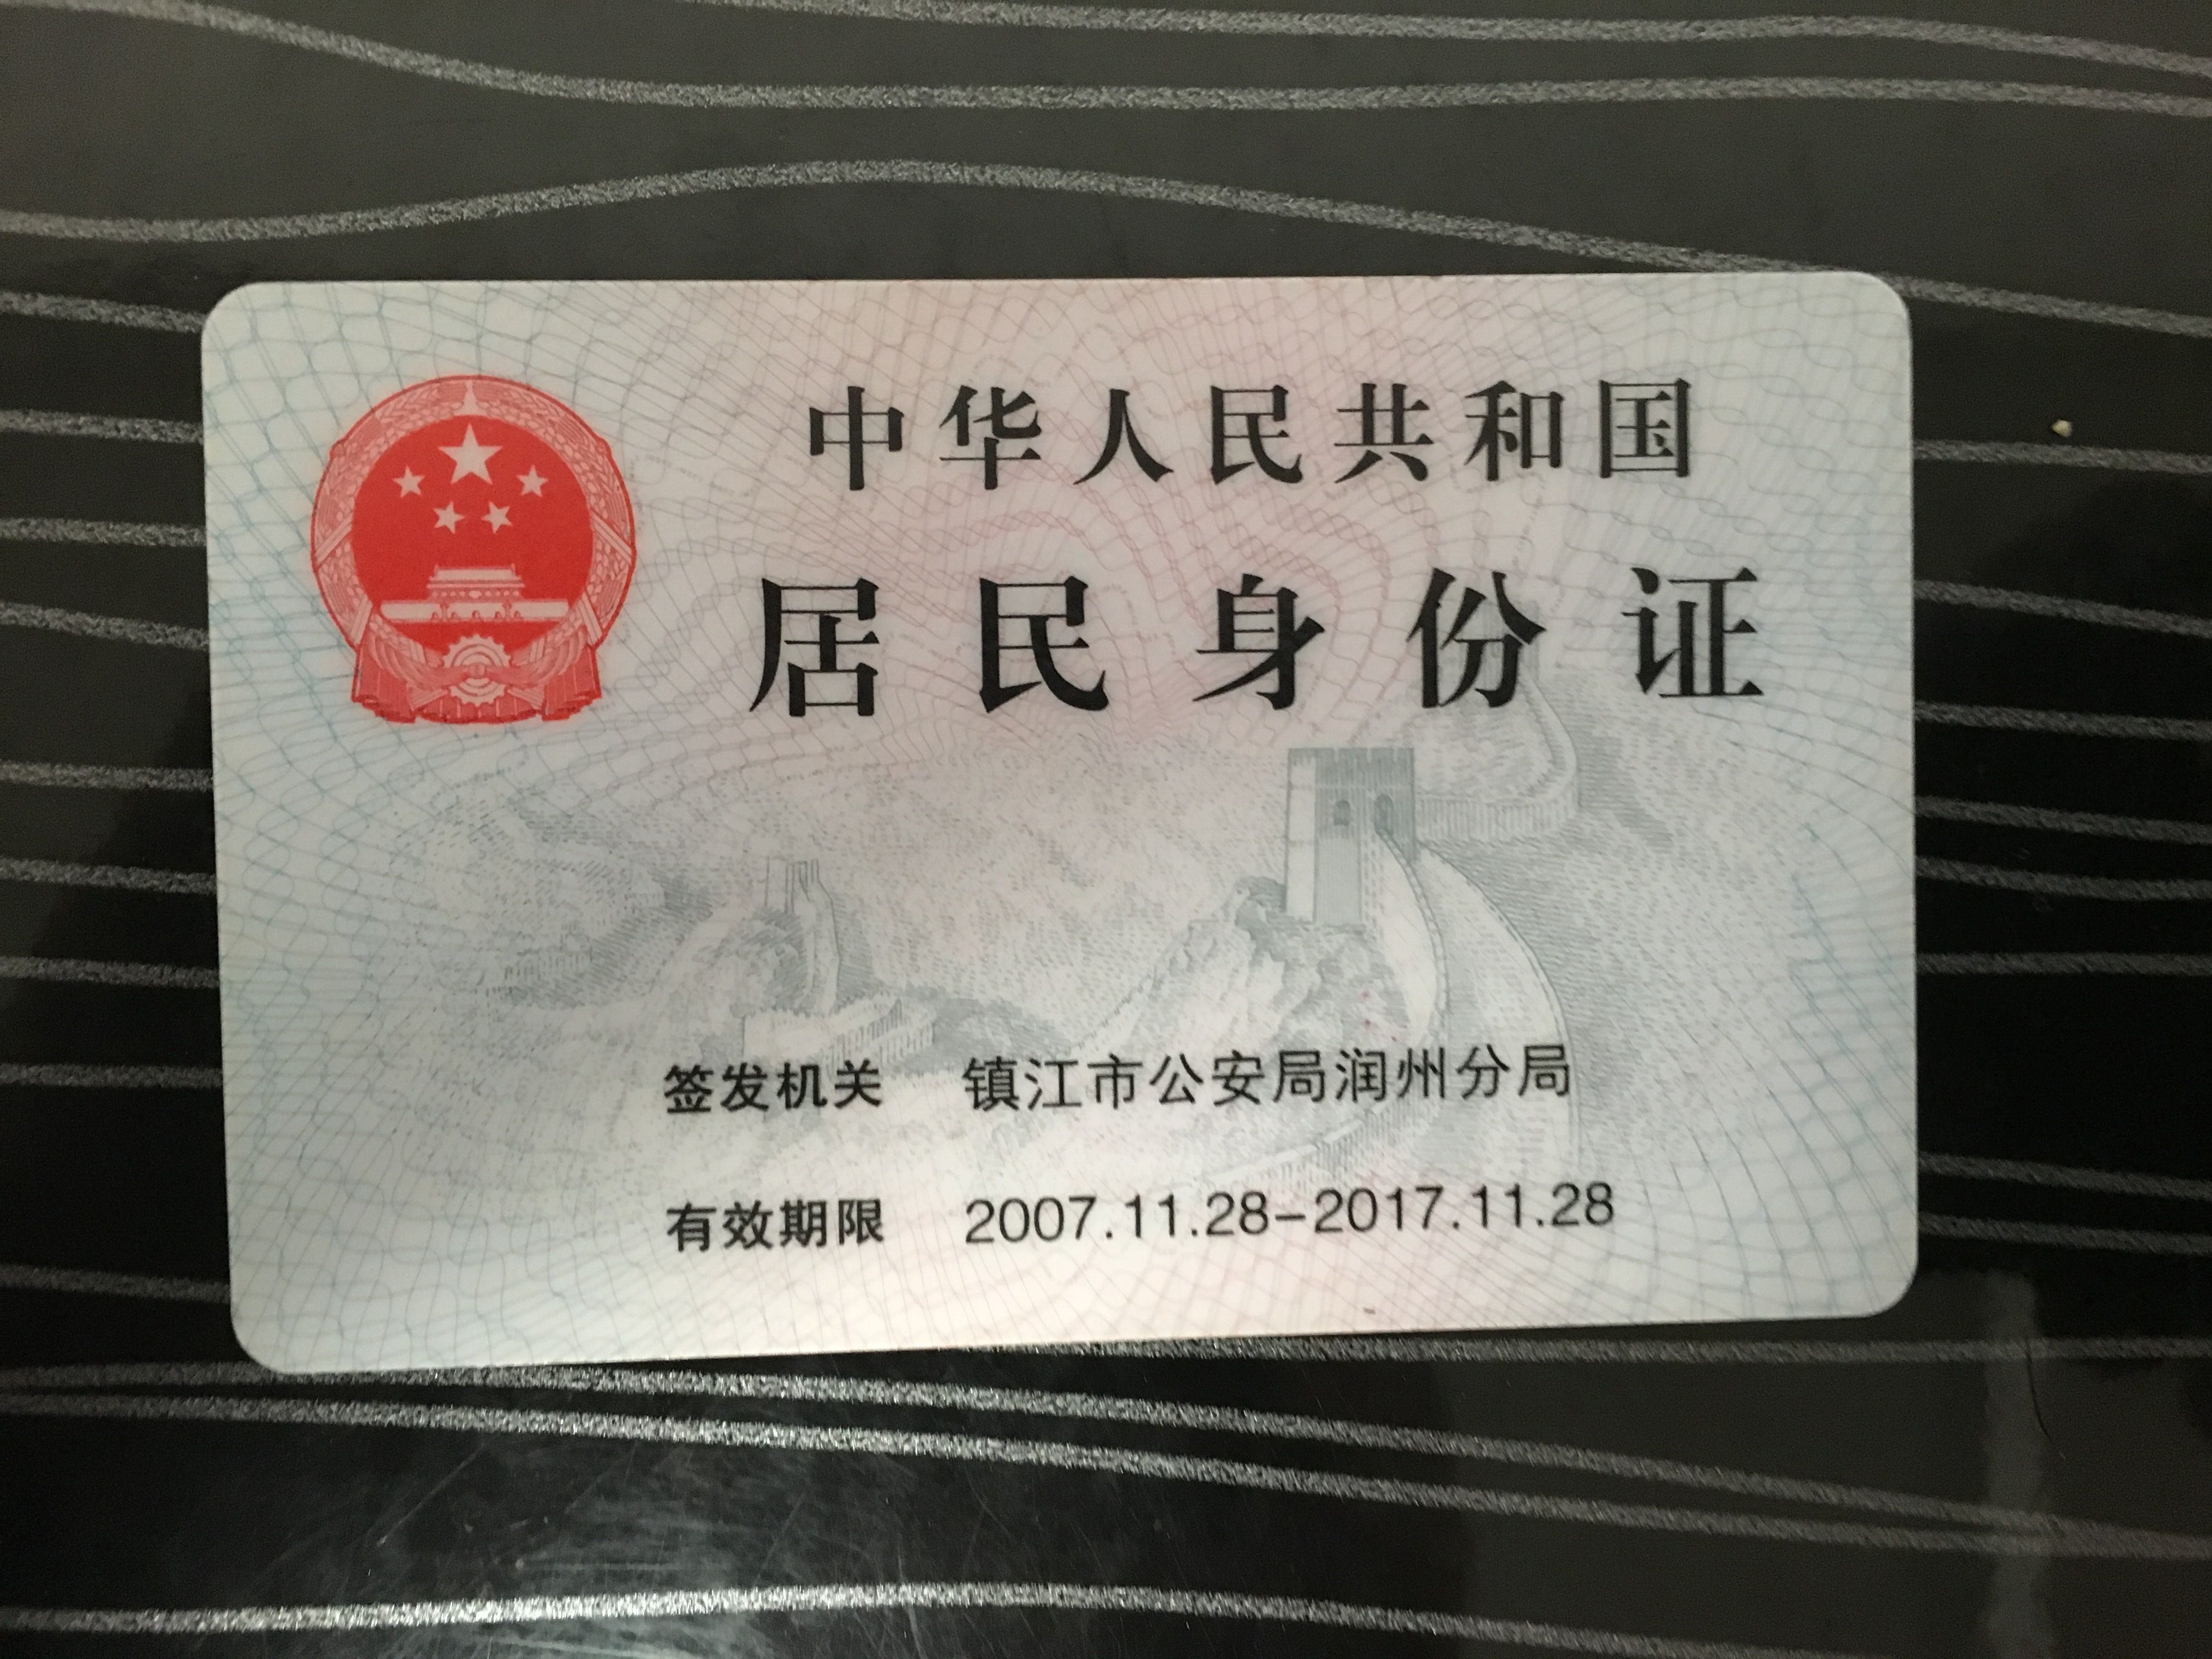 中华人民共和国
居民身份证
签发机关 镇江市公安局润州分局
有效期限 2007.11.28-2017.11.28